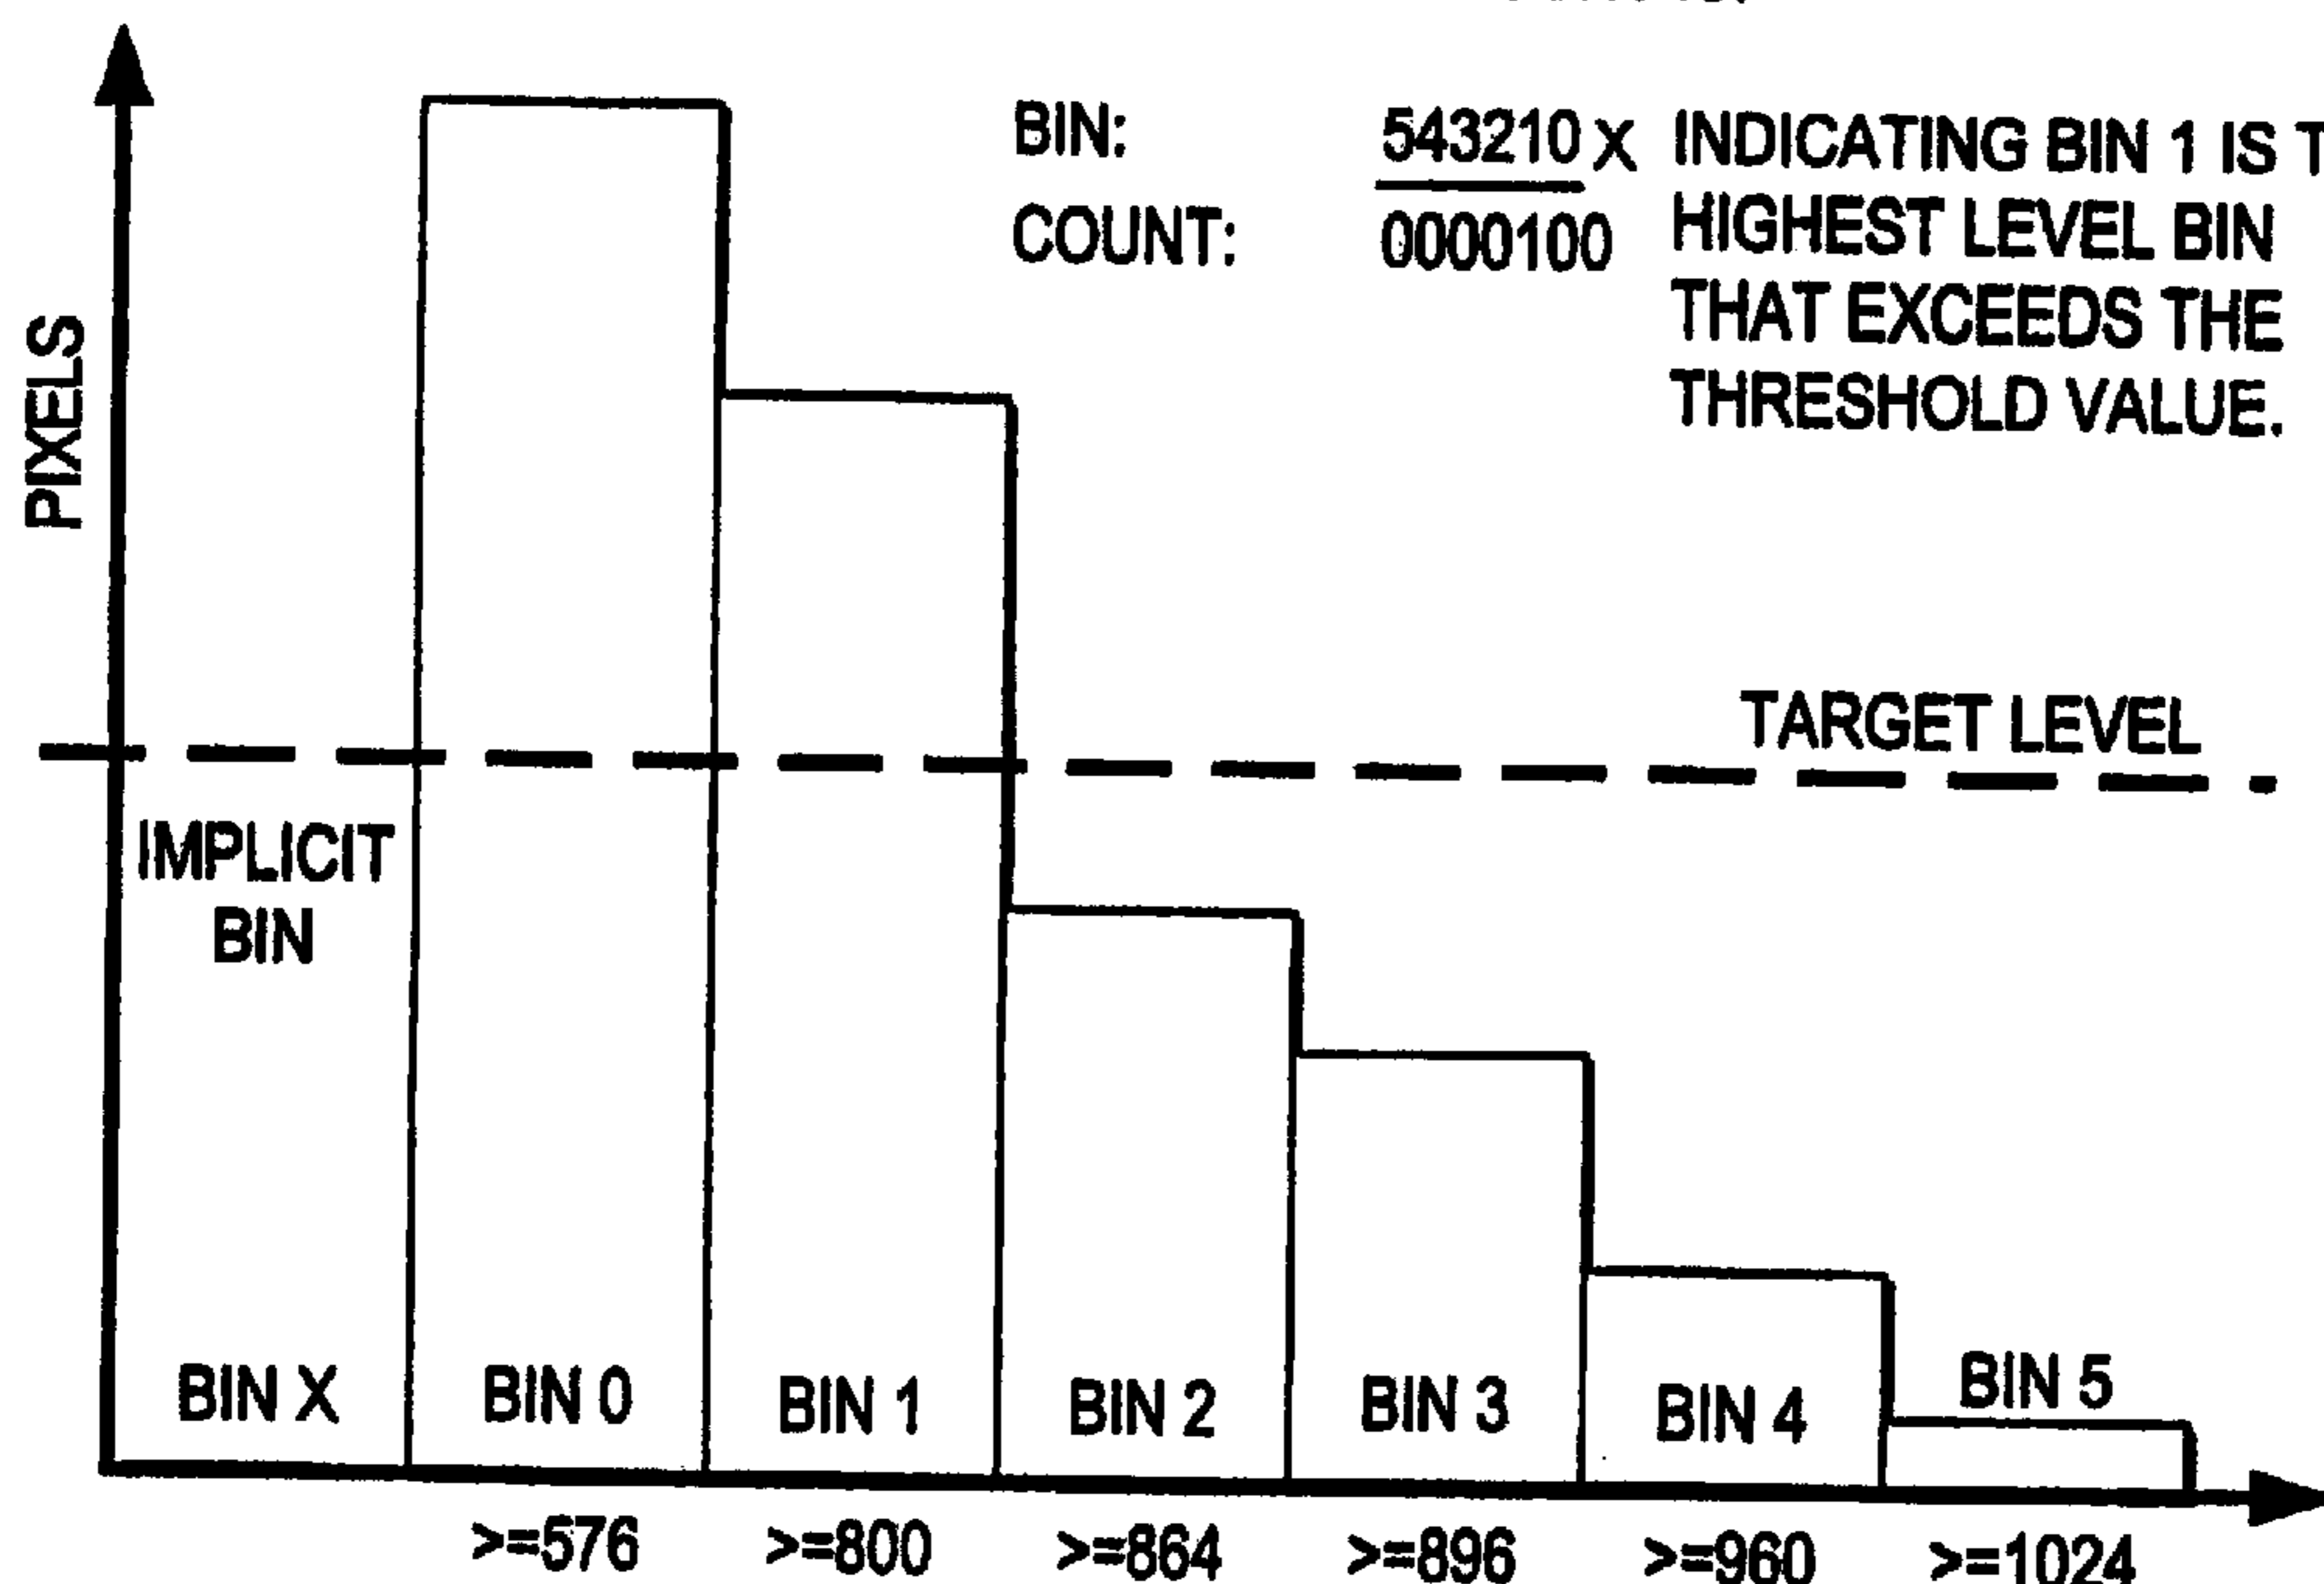 BIN: 543210 X INDICATING BIN 1 IS T
COUNT: 0000100 HIGHEST LEVEL BIN
THAT EXCEEDS THE
THRESHOLD VALUE.
PIXELS
TARGET LEVEL
IMPLICIT
BIN
BIN X BIN 0 BIN 1 BIN 2 BIN 3 BIN 4 BIN 5
>=576 >=800 >=864 >=896 >=960 >=1024